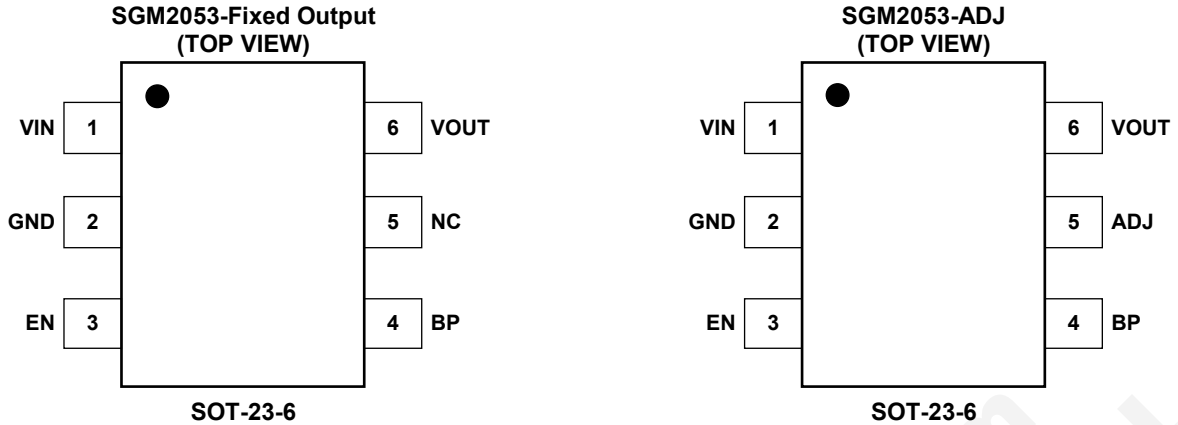 SGM2053-Fixed Output
(TOP VIEW)
VIN 1 6 VOUT
GND 2 5 NC
EN 3 4 BP
SOT-23-6
SGM2053-ADJ
(TOP VIEW)
VIN 1 6 VOUT
GND 2 5 ADJ
EN 3 4 BP
SOT-23-6